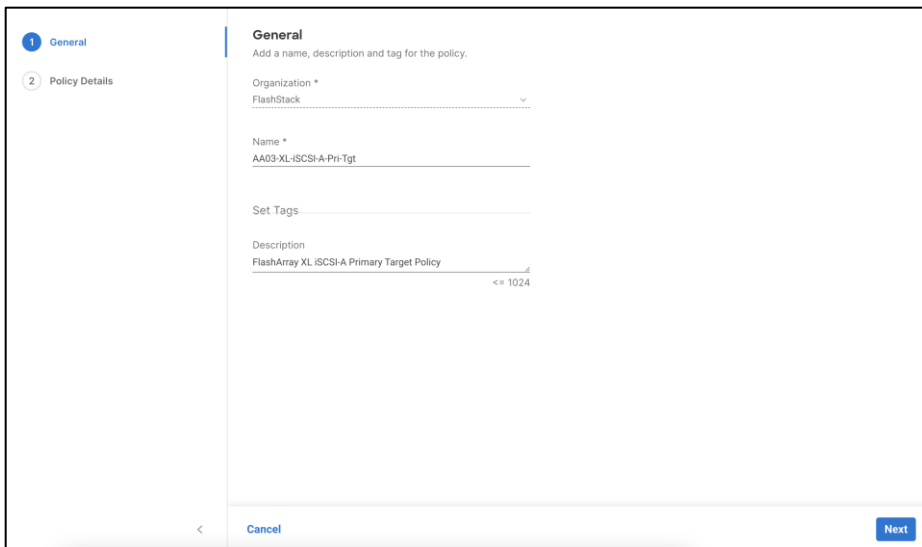 1 General
2 Policy Details
General
Add a name, description and tag for the policy.
Organization *
FlashStack
Name *
AA03-XL-iSCSI-A-Pri-Tgt
Set Tags
Description
FlashArray XL iSCSI-A Primary Target Policy
<= 1024
< Cancel Next